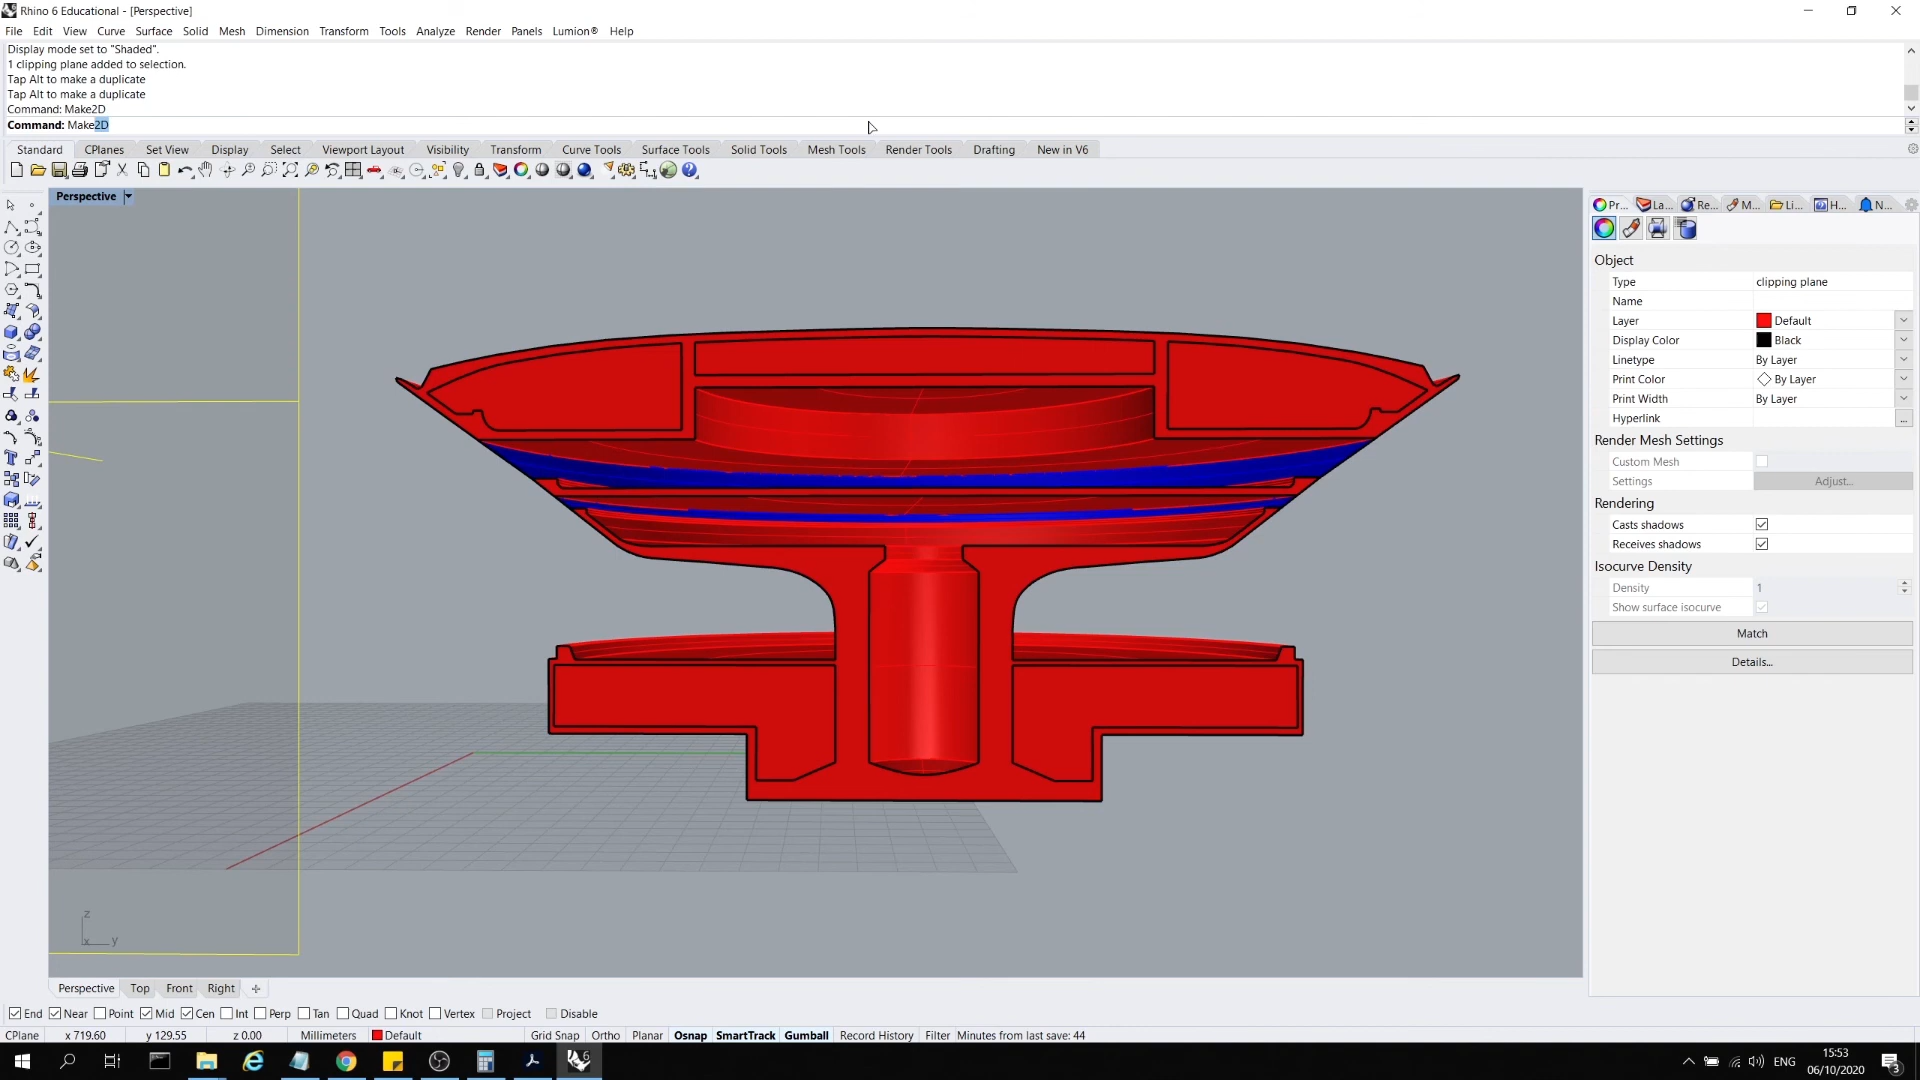 Rhino 6 Educational - [Perspective]
File Edit View Curve Surface Solid Mesh Dimension Transform Tools Analyze Render Panels Lumion® Help
Display mode set to "Shaded".
1 clipping plane added to selection.
Tap Alt to make a duplicate
Tap Alt to make a duplicate
Command: Make2D
Command: Make2D
Standard CPlanes Set View Display Select Viewport Layout Visibility Transform Curve Tools Surface Tools Solid Tools Mesh Tools Render Tools Drafting New in V6
Perspective
Pr... La... Re... M... Li... H... N...
Object
Type clipping plane
Name
Layer Default
Display Color Black
Linetype By Layer
Print Color By Layer
Print Width By Layer
Hyperlink ...
Render Mesh Settings
Custom Mesh
Settings Adjust...
Rendering
Casts shadows
Receives shadows
Isocurve Density
Density 1
Show surface isocurve
Match
Details...
z
x y
Perspective Top Front Right
End Near Point Mid Cen Int Perp Tan Quad Knot Vertex Project Disable
CPlane x 719.60 y 129.55 z 0.00 Millimeters Default Grid Snap Ortho Planar Osnap SmartTrack Gumball Record History Filter Minutes from last save: 44
6
ENG
15:53
06/10/2020
3